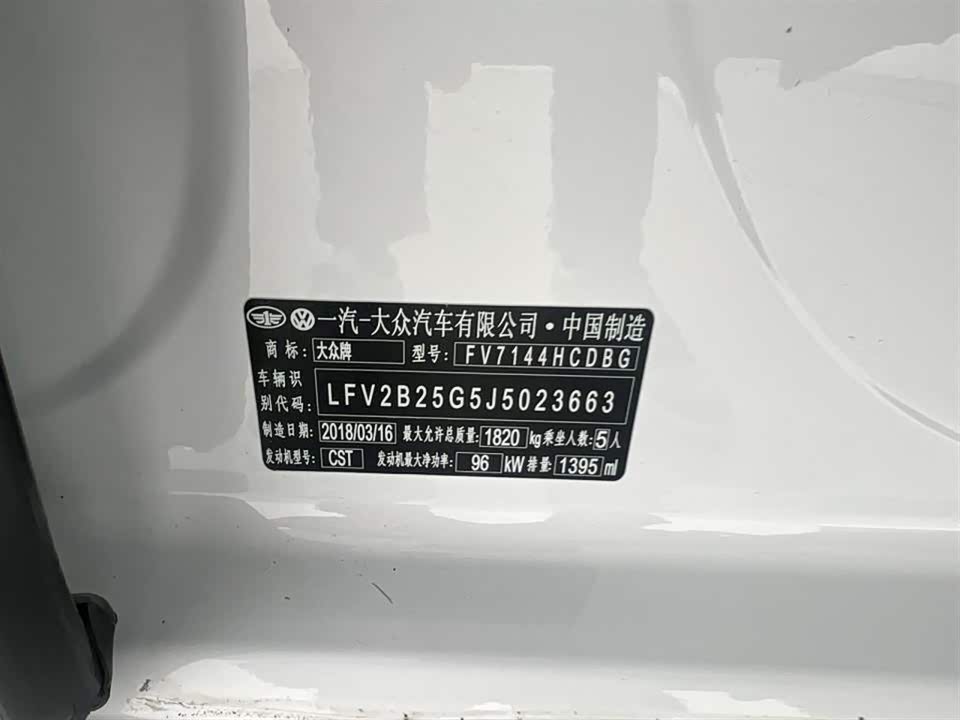 一汽-大众汽车有限公司·中国制造
商标: 大众牌 型号: FV7144HCDBG
车辆识别代码: LFV2B25G5J5023663
制造日期: 2018/03/16 最大允许总质量: 1820 kg 乘坐人数: 5 人
发动机型号: CST 发动机最大净功率: 96 kW 排量: 1395 ml